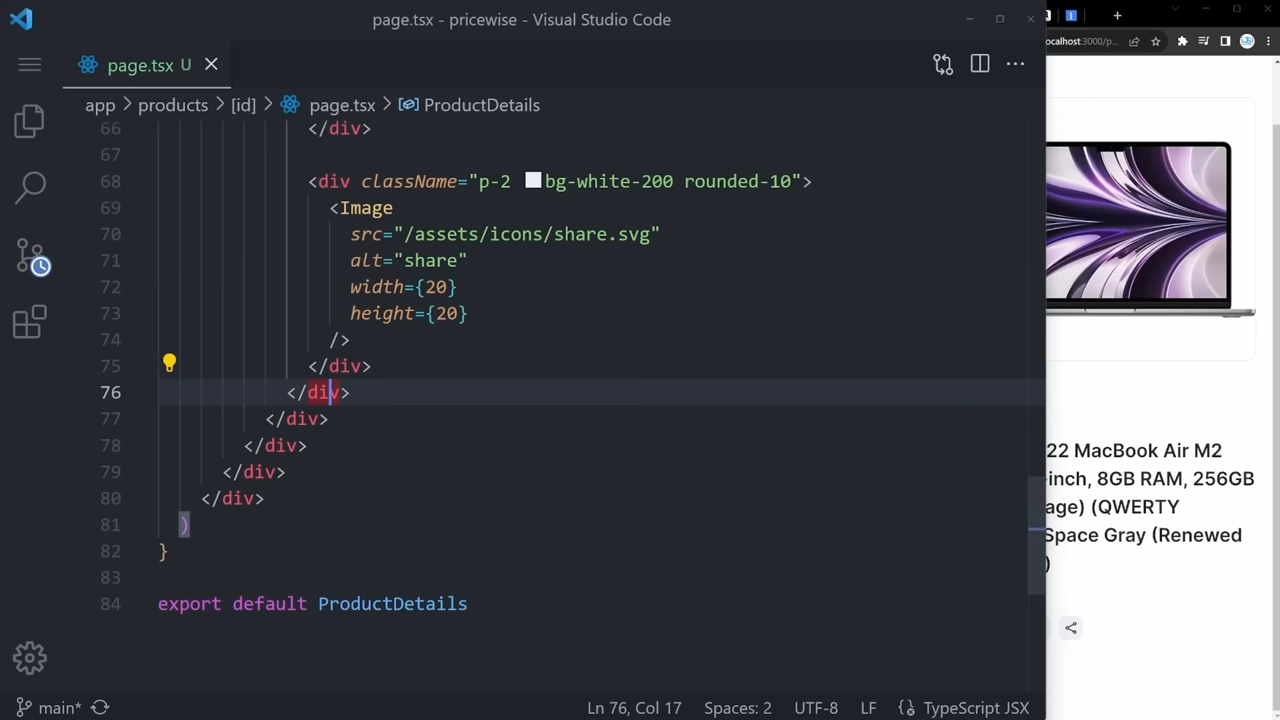 page.tsx - pricewise - Visual Studio Code
page.tsx U
localhost:3000/p...
app > products > [id] > page.tsx > ProductDetails
66 </div>
67
68 <div className="p-2 bg-white-200 rounded-10">
69 <Image
70 src="/assets/icons/share.svg"
71 alt="share"
72 width={20}
73 height={20}
74 />
75 </div>
76 </div>
77 </div>
78 </div>
79 </div>
80 </div>
81 )
82 }
83
84 export default ProductDetails
22 MacBook Air M2
inch, 8GB RAM, 256GB
age) (QWERTY
Space Gray (Renewed
)
main*
Ln 76, Col 17
Spaces: 2
UTF-8
LF
TypeScript JSX